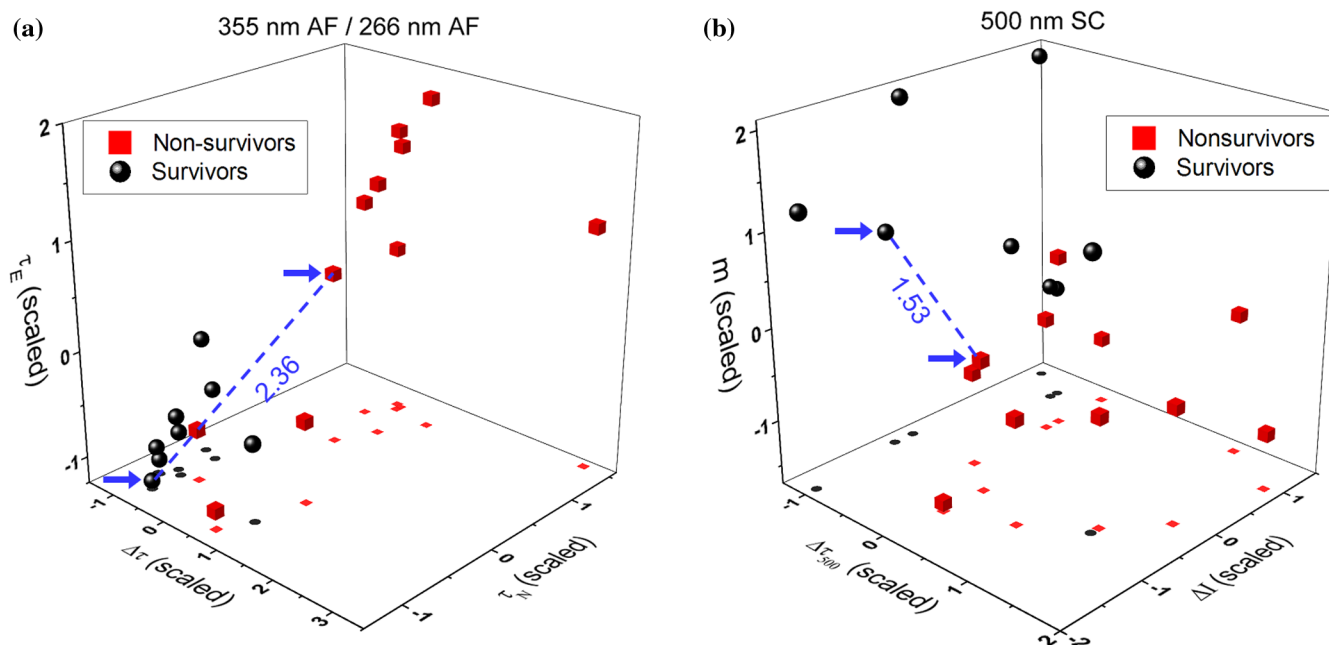 (a)
355 nm AF / 266 nm AF
Non-survivors
Survivors
2
1
0
-1
τE (scaled)
2.36
-1
0
1
2
3
Δτ (scaled)
-1
0
1
τN (scaled)
(b)
500 nm SC
Nonsurvivors
Survivors
2
1
0
-1
m (scaled)
1.53
-1
0
1
2
Δτ500 (scaled)
-2
-1
0
1
ΔI (scaled)